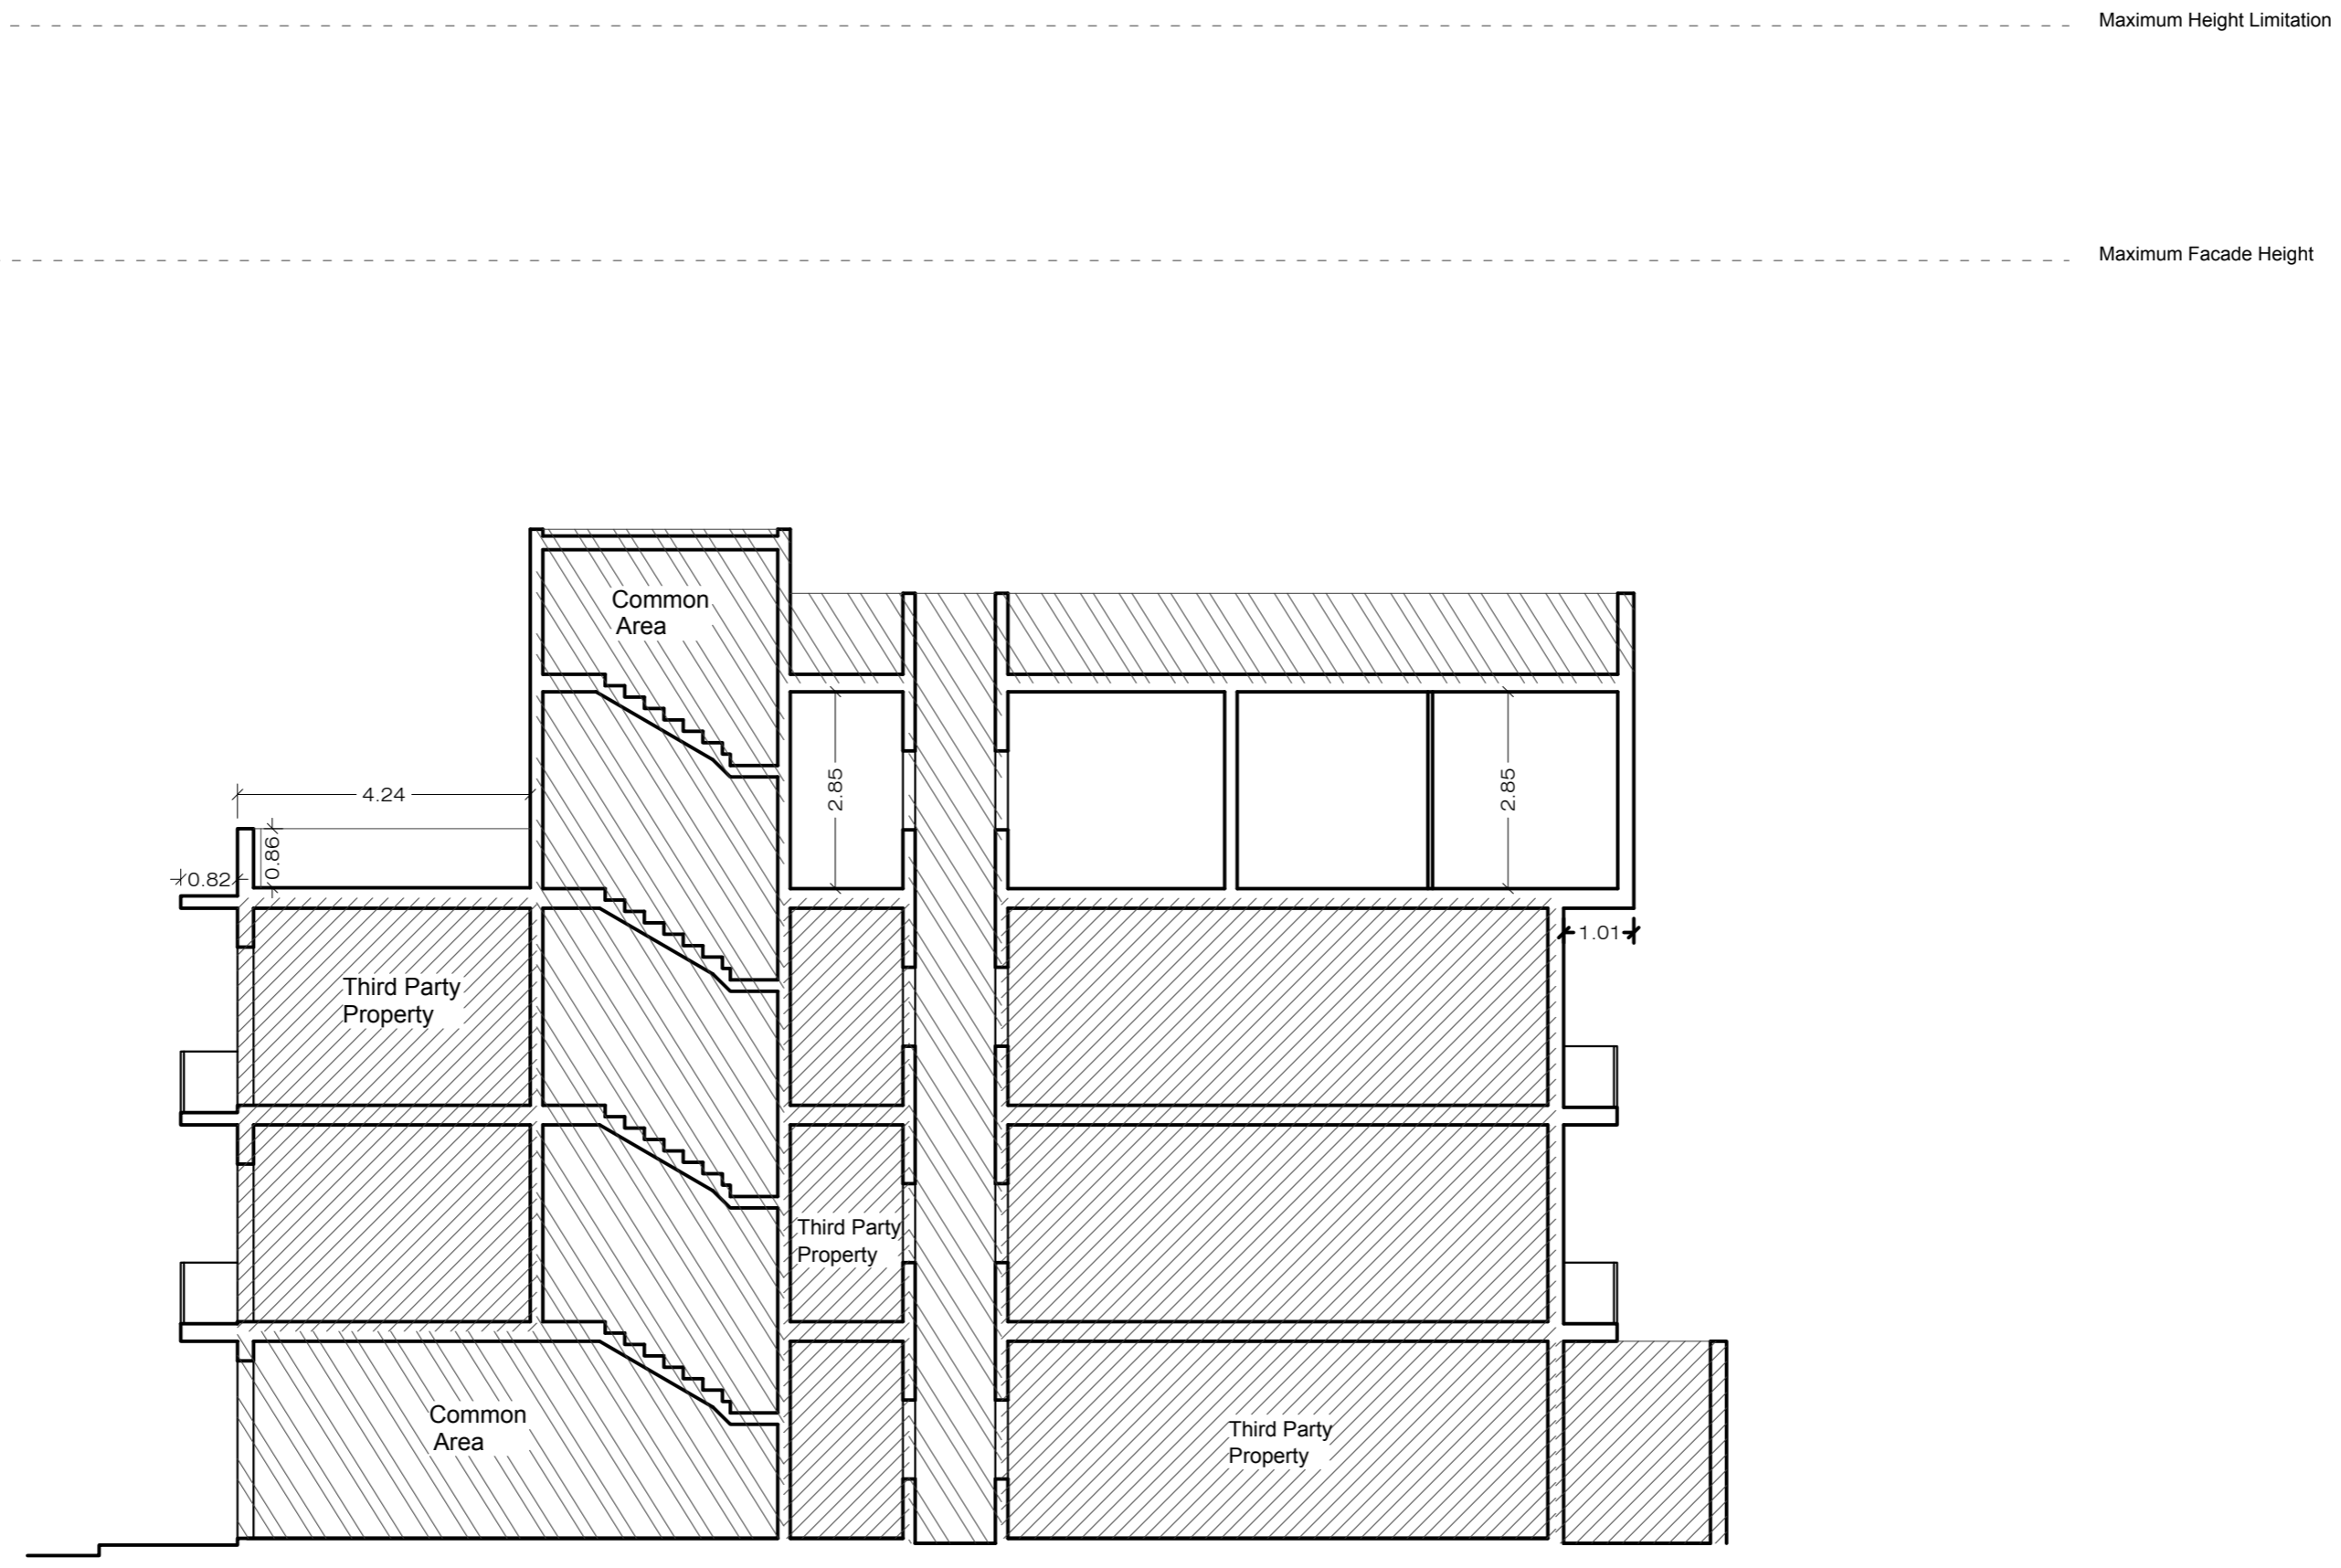 Maximum Height Limitation
Maximum Facade Height
Common
Area
4.24
2.85
2.85
0.86
0.82
1.01
Third Party
Property
Third Party
Property
Common
Area
Third Party
Property